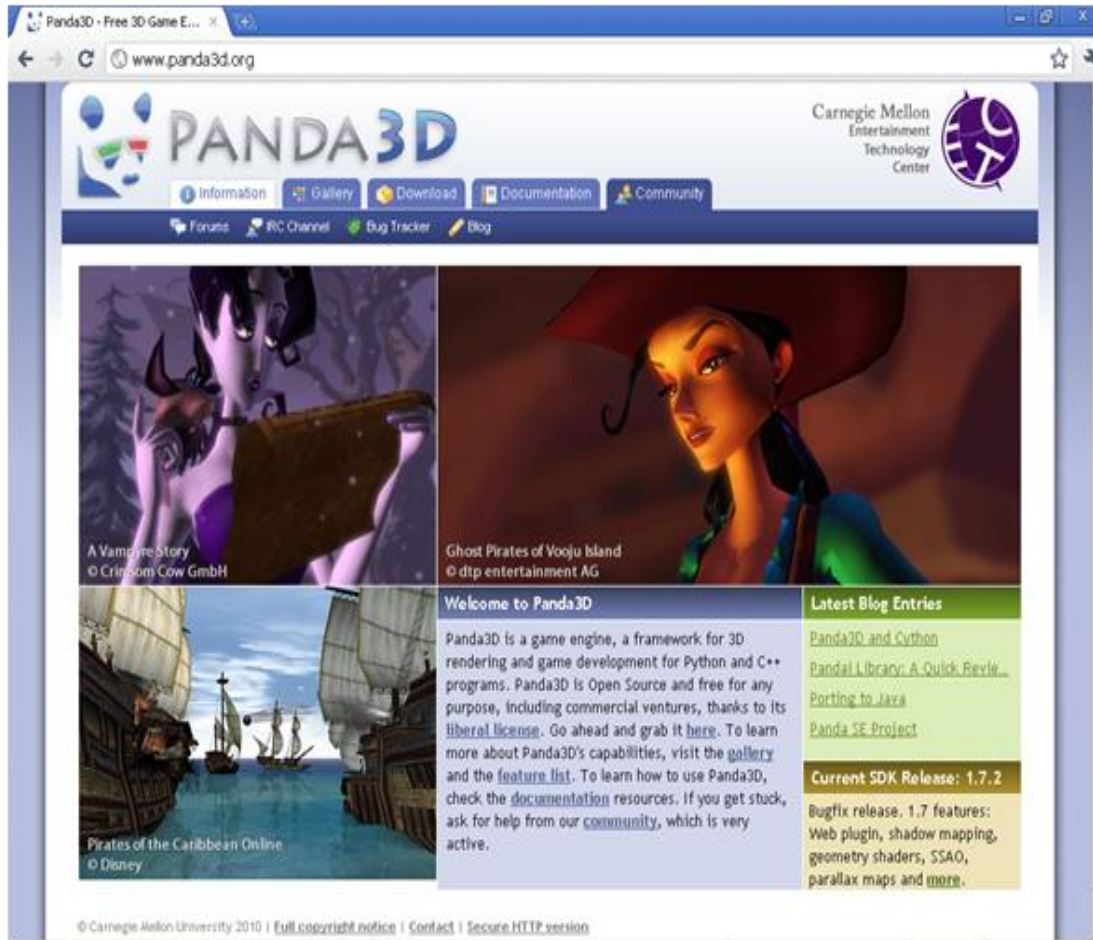 Panda3D - Free 3D Game E...
www.panda3d.org
PANDA3D
Carnegie Mellon
Entertainment
Technology
Center
ETC
Information Gallery Download Documentation Community
Forums IRC Channel Bug Tracker Blog
A Vampyre Story
© Crimsom Cow GmbH
Ghost Pirates of Vooju Island
© dtp entertainment AG
Pirates of the Caribbean Online
© Disney
Welcome to Panda3D
Panda3D is a game engine, a framework for 3D
rendering and game development for Python and C++
programs. Panda3D is Open Source and free for any
purpose, including commercial ventures, thanks to its
liberal license. Go ahead and grab it here. To learn
more about Panda3D's capabilities, visit the gallery
and the feature list. To learn how to use Panda3D,
check the documentation resources. If you get stuck,
ask for help from our community, which is very
active.
Latest Blog Entries
Panda3D and Cython
Pandai Library: A Quick Revie...
Porting to Java
Panda SE Project
Current SDK Release: 1.7.2
Bugfix release. 1.7 features:
Web plugin, shadow mapping,
geometry shaders, SSAO,
parallax maps and more.
© Carnegie Mellon University 2010 | Full copyright notice | Contact | Secure HTTP version